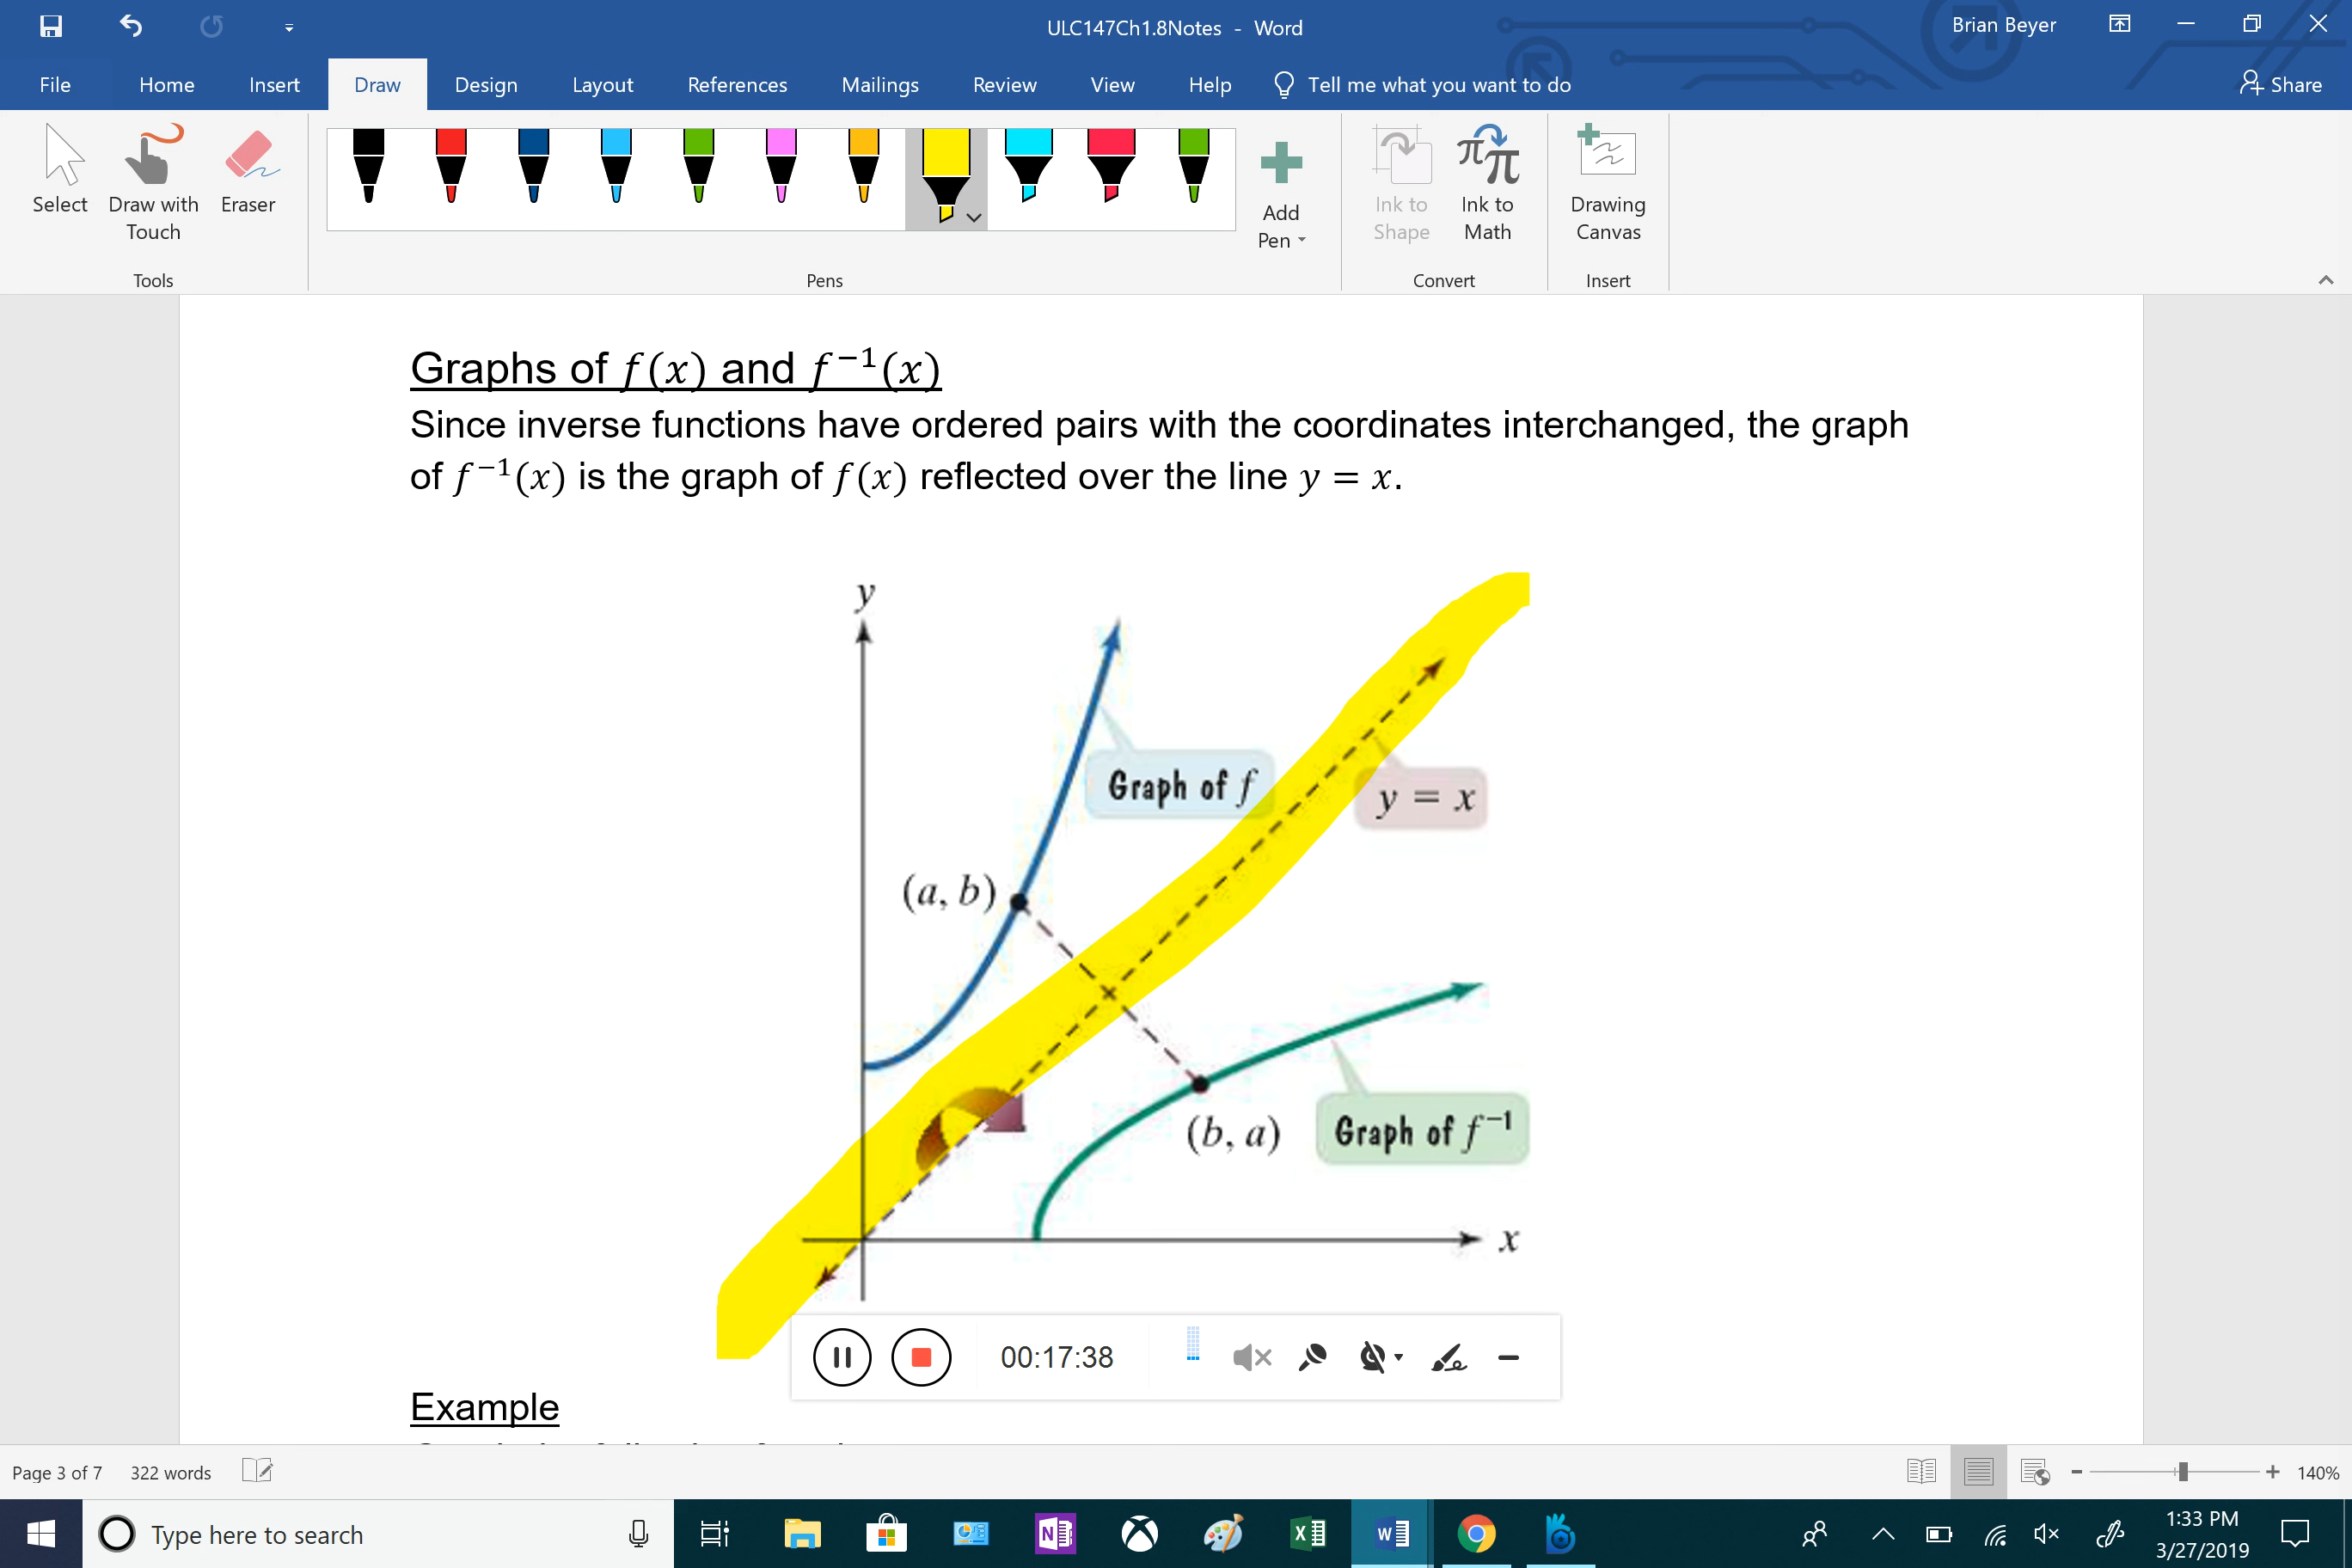 ULC147Ch1.8Notes - Word
Brian Beyer
File Home Insert Draw Design Layout References Mailings Review View Help Tell me what you want to do Share
Select Draw with Touch Eraser
Add Pen
Ink to Shape Ink to Math
Drawing Canvas
Tools Pens Convert Insert
Graphs of f(x) and f⁻¹(x)
Since inverse functions have ordered pairs with the coordinates interchanged, the graph
of f⁻¹(x) is the graph of f(x) reflected over the line y = x.
y
Graph of f
y = x
(a, b)
(b, a)
Graph of f⁻¹
x
00:17:38
Example
Page 3 of 7 322 words 140%
Type here to search
1:33 PM
3/27/2019